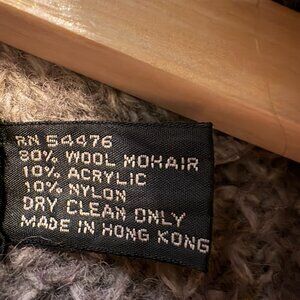 RN 54476
80% WOOL MOHAIR
10% ACRYLIC
10% NYLON
DRY CLEAN ONLY
MADE IN HONG KONG